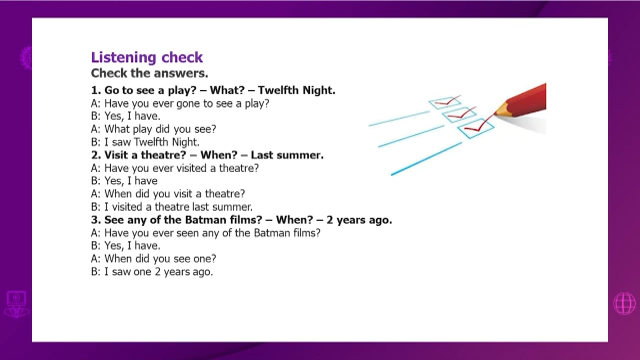 Listening check
Check the answers.
1. Go to see a play? – What? – Twelfth Night.
A: Have you ever gone to see a play?
B: Yes, I have.
A: What play did you see?
B: I saw Twelfth Night.
2. Visit a theatre? – When? – Last summer.
A: Have you ever visited a theatre?
B: Yes, I have
A: When did you visit a theatre?
B: I visited a theatre last summer.
3. See any of the Batman films? – When? – 2 years ago.
A: Have you ever seen any of the Batman films?
B: Yes, I have.
A: When did you see one?
B: I saw one 2 years ago.